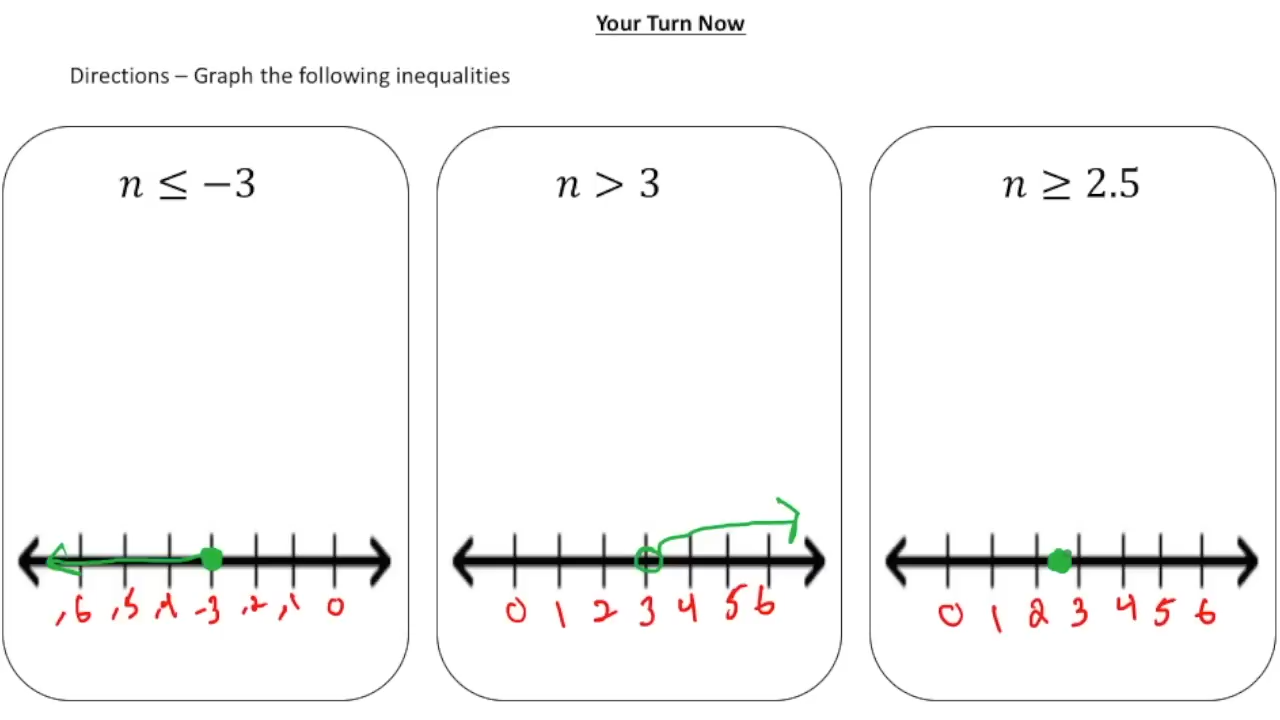 Your Turn Now
Directions – Graph the following inequalities
n ≤ −3
n > 3
n ≥ 2.5
-6 -5 -4 -3 -2 -1 0
0 1 2 3 4 5 6
0 1 2 3 4 5 6